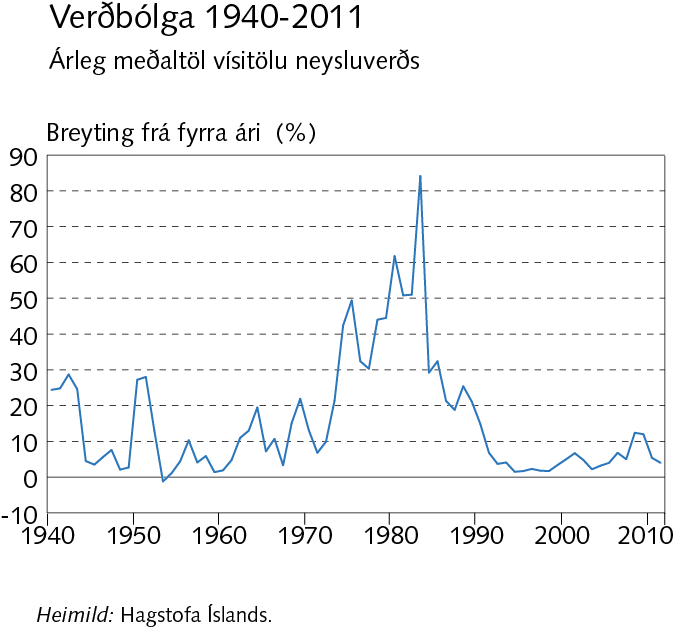 Verðbólga 1940-2011
Árleg meðaltöl vísitölu neysluverðs
Breyting frá fyrra ári (%)
90
80
70
60
50
40
30
20
10
0
-10
1940 1950 1960 1970 1980 1990 2000 2010
Heimild: Hagstofa Íslands.